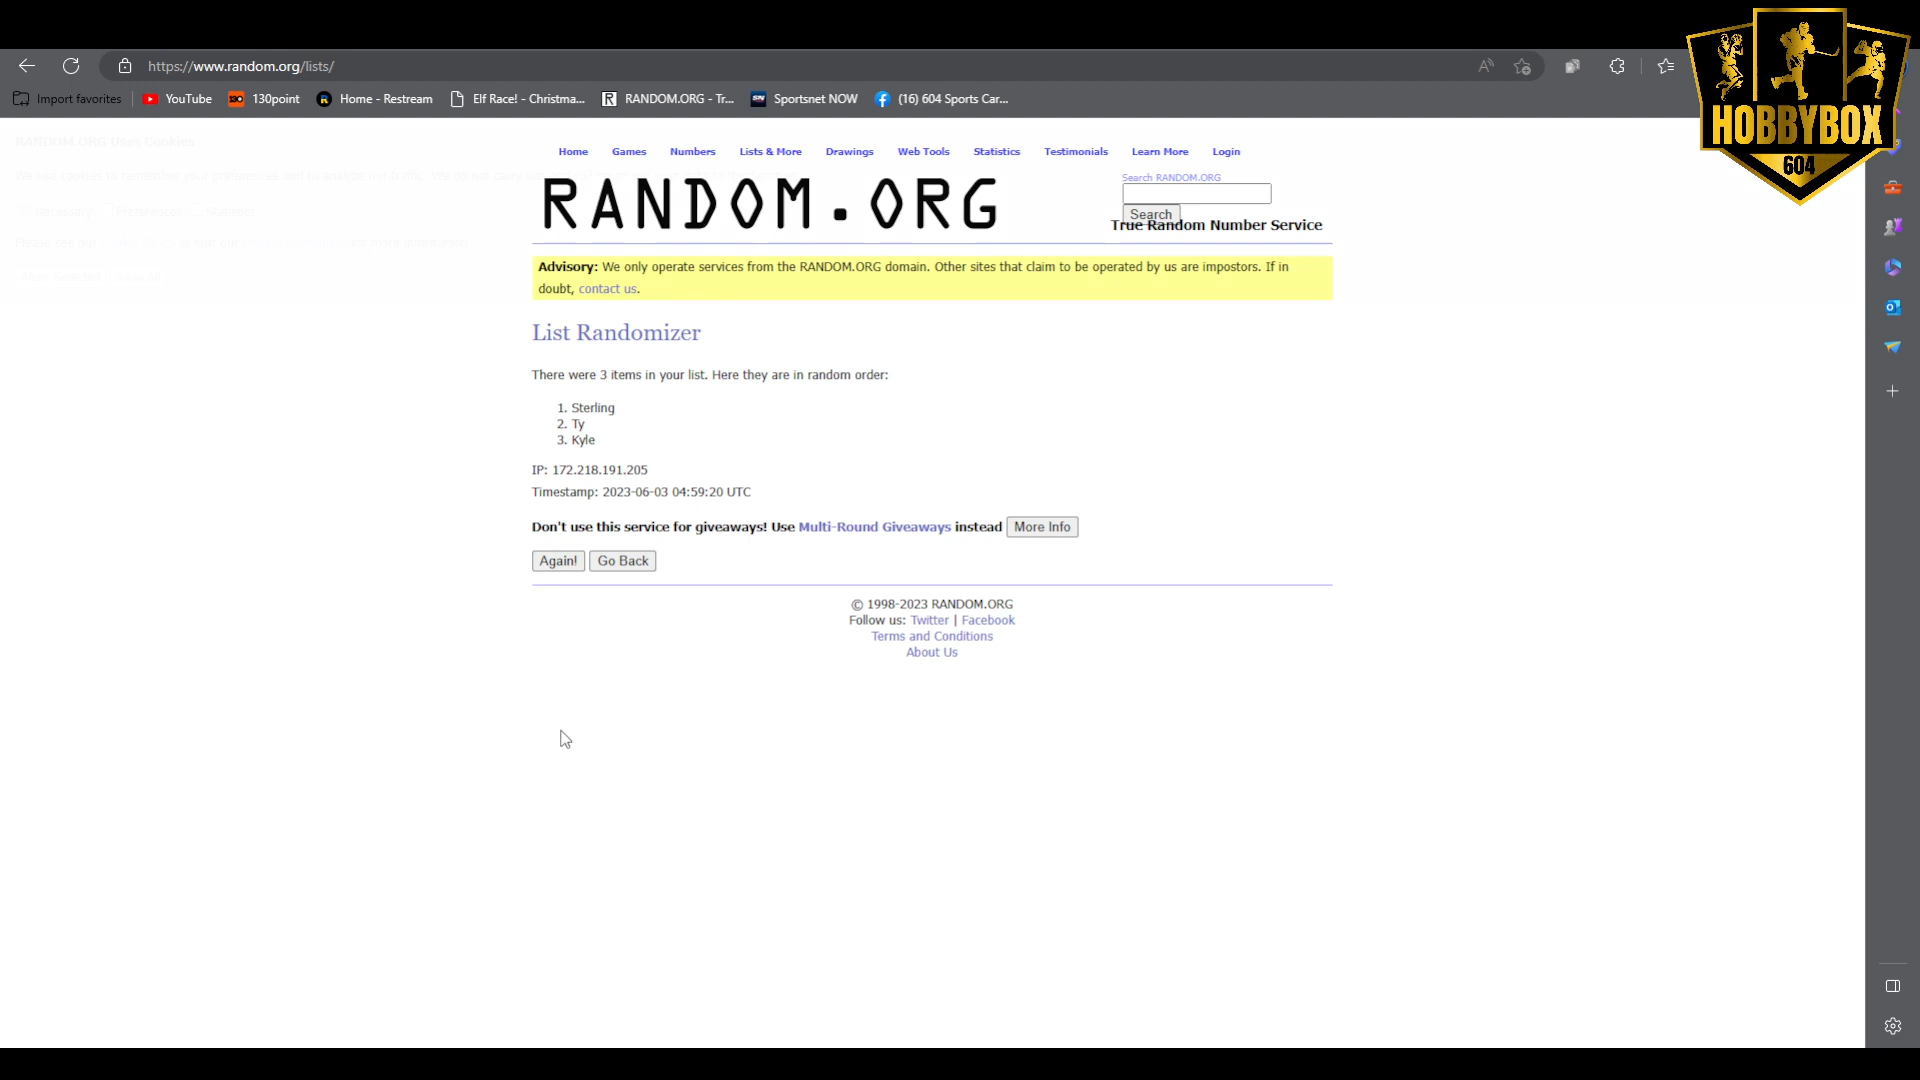 https://www.random.org/lists/
Import favorites
YouTube
130point
Home - Restream
Elf Race! - Christma...
RANDOM.ORG - Tr...
Sportsnet NOW
(16) 604 Sports Car...
HOBBYBOX
604
RANDOM.ORG Uses Cookies
Home Games Numbers Lists & More Drawings Web Tools Statistics Testimonials Learn More Login
RANDOM.ORG
Search RANDOM.ORG
Search
True Random Number Service
Advisory: We only operate services from the RANDOM.ORG domain. Other sites that claim to be operated by us are impostors. If in
doubt, contact us.
List Randomizer
There were 3 items in your list. Here they are in random order:
1. Sterling
2. Ty
3. Kyle
IP: 172.218.191.205
Timestamp: 2023-06-03 04:59:20 UTC
Don't use this service for giveaways! Use Multi-Round Giveaways instead More Info
Again! Go Back
© 1998-2023 RANDOM.ORG
Follow us: Twitter | Facebook
Terms and Conditions
About Us